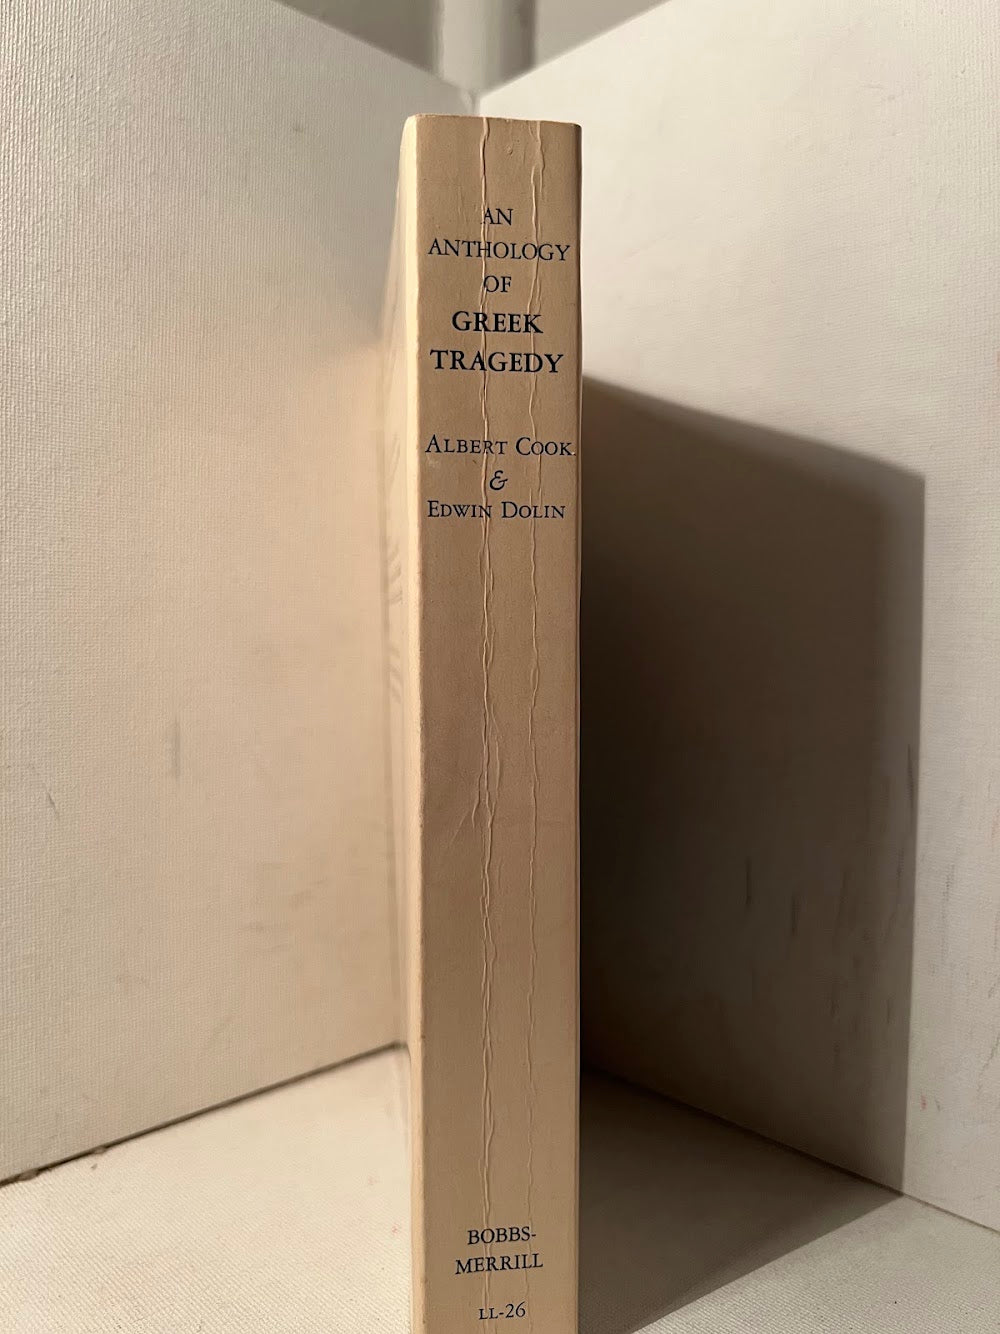 AN
ANTHOLOGY
OF
GREEK
TRAGEDY
ALBERT COOK
&
EDWIN DOLIN
BOBBS-
MERRILL
LL-26